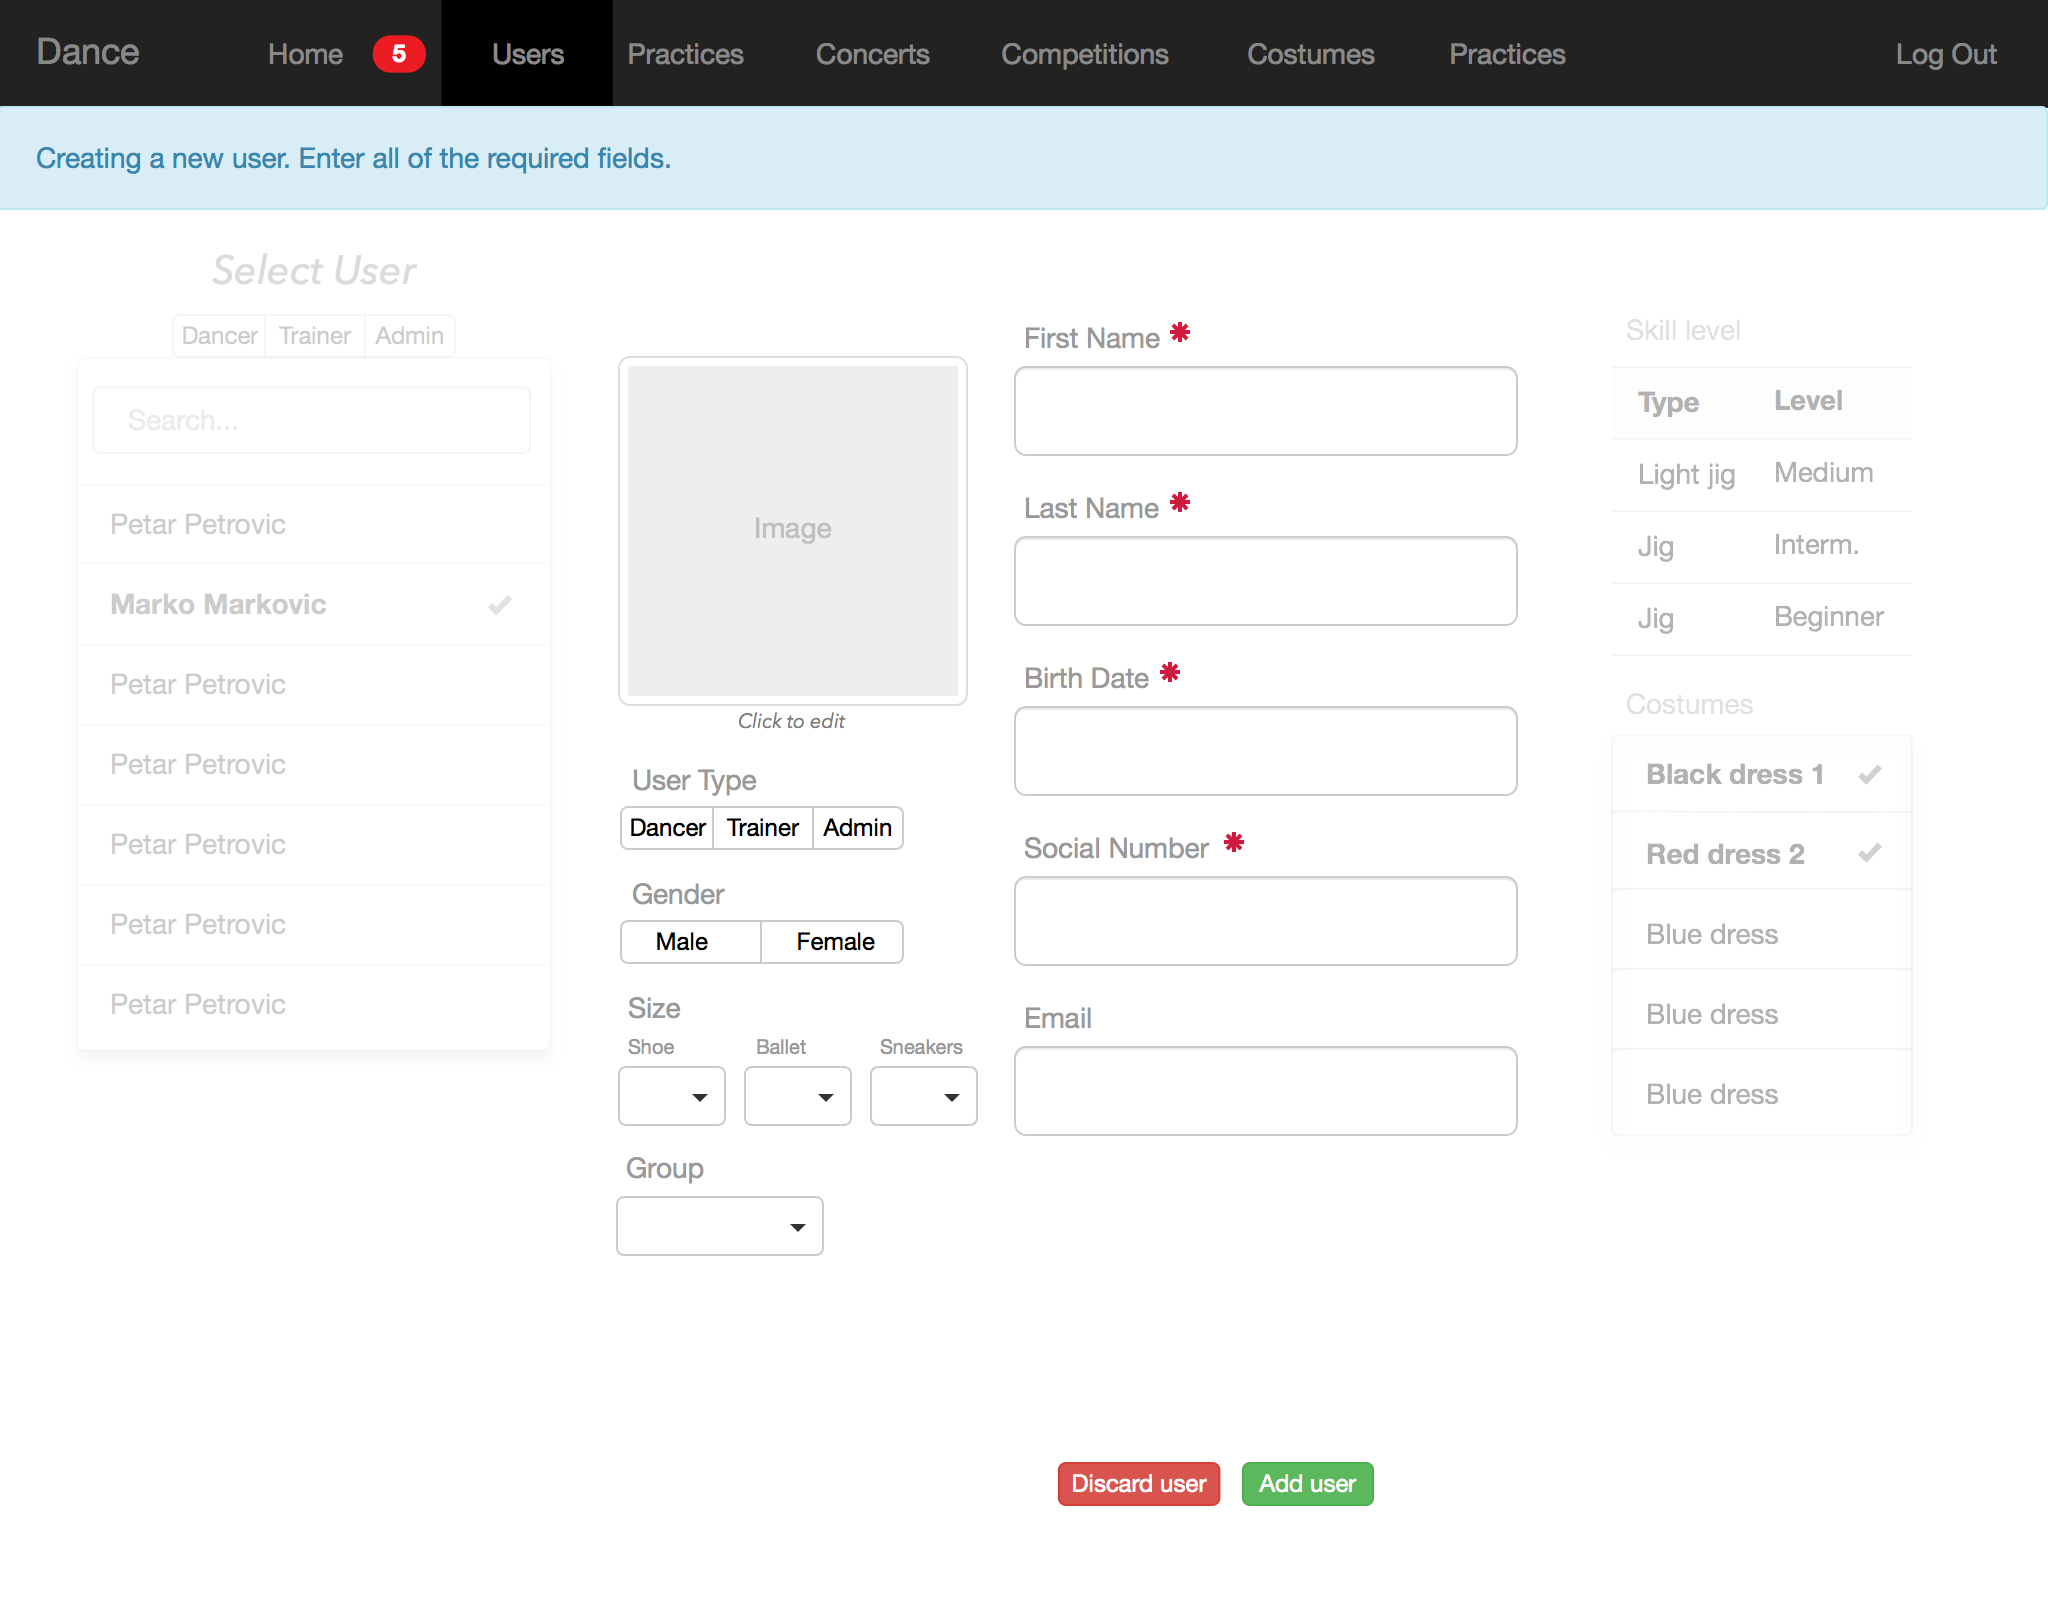 Dance Home 5 Users Practices Concerts Competitions Costumes Practices Log Out
Creating a new user. Enter all of the required fields.
Select User
Dancer Trainer Admin
Search...
Petar Petrovic
Marko Markovic
Petar Petrovic
Petar Petrovic
Petar Petrovic
Petar Petrovic
Petar Petrovic
Image
Click to edit
User Type
Dancer Trainer Admin
Gender
Male Female
Size
Shoe Ballet Sneakers
Group
First Name *
Last Name *
Birth Date *
Social Number *
Email
Skill level
Type Level
Light jig Medium
Jig Interm.
Jig Beginner
Costumes
Black dress 1
Red dress 2
Blue dress
Blue dress
Blue dress
Discard user Add user